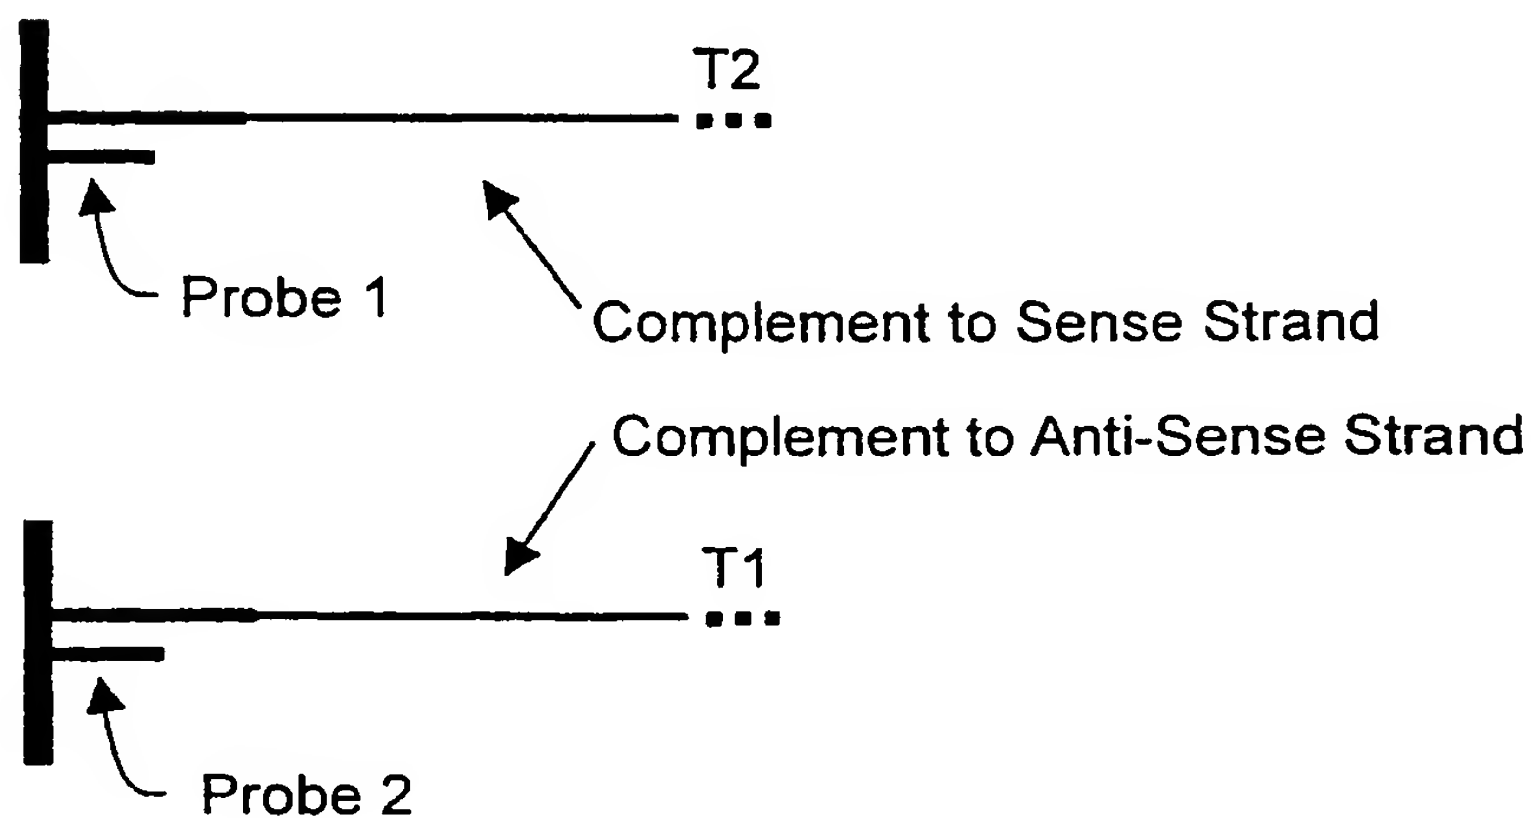 T2
Probe 1
Complement to Sense Strand
Complement to Anti-Sense Strand
T1
Probe 2